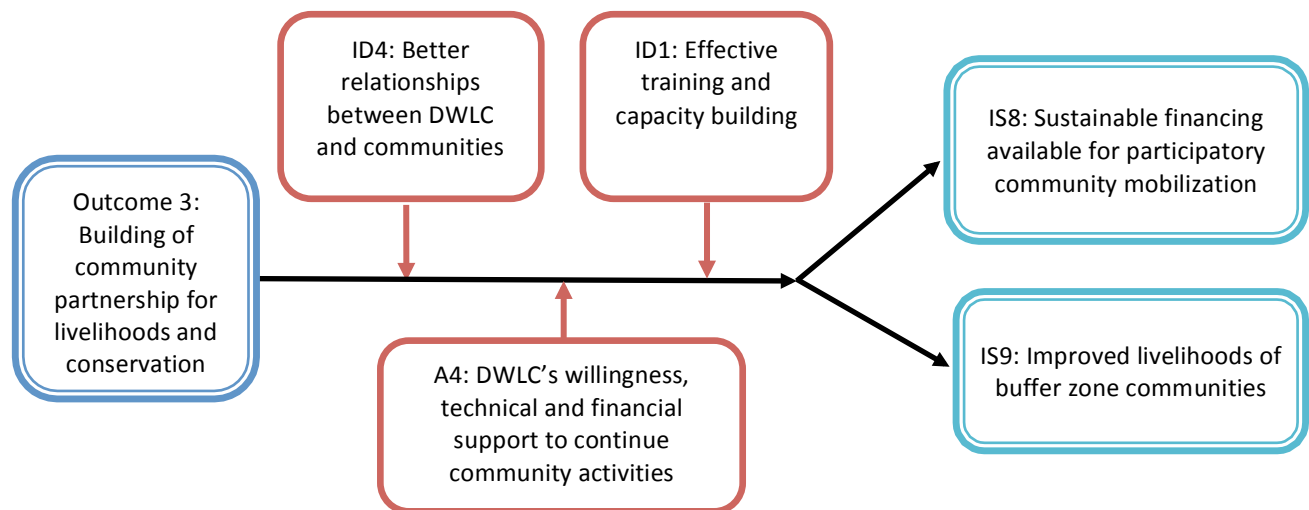 Outcome 3:
Building of
community
partnership for
livelihoods and
conservation
ID4: Better
relationships
between DWLC
and communities
ID1: Effective
training and
capacity building
A4: DWLC’s willingness,
technical and financial
support to continue
community activities
IS8: Sustainable financing
available for participatory
community mobilization
IS9: Improved livelihoods of
buffer zone communities